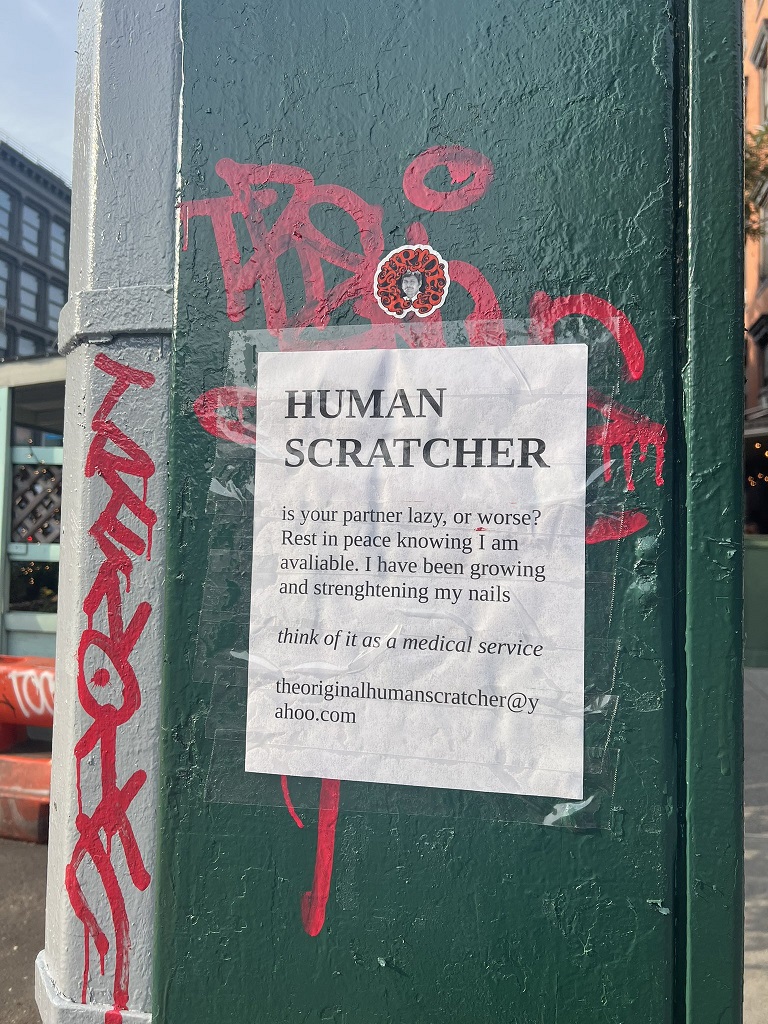 HUMAN
SCRATCHER
is your partner lazy, or worse?
Rest in peace knowing I am
avaliable. I have been growing
and strenghtening my nails
think of it as a medical service
theoriginalhumanscratcher@y
ahoo.com